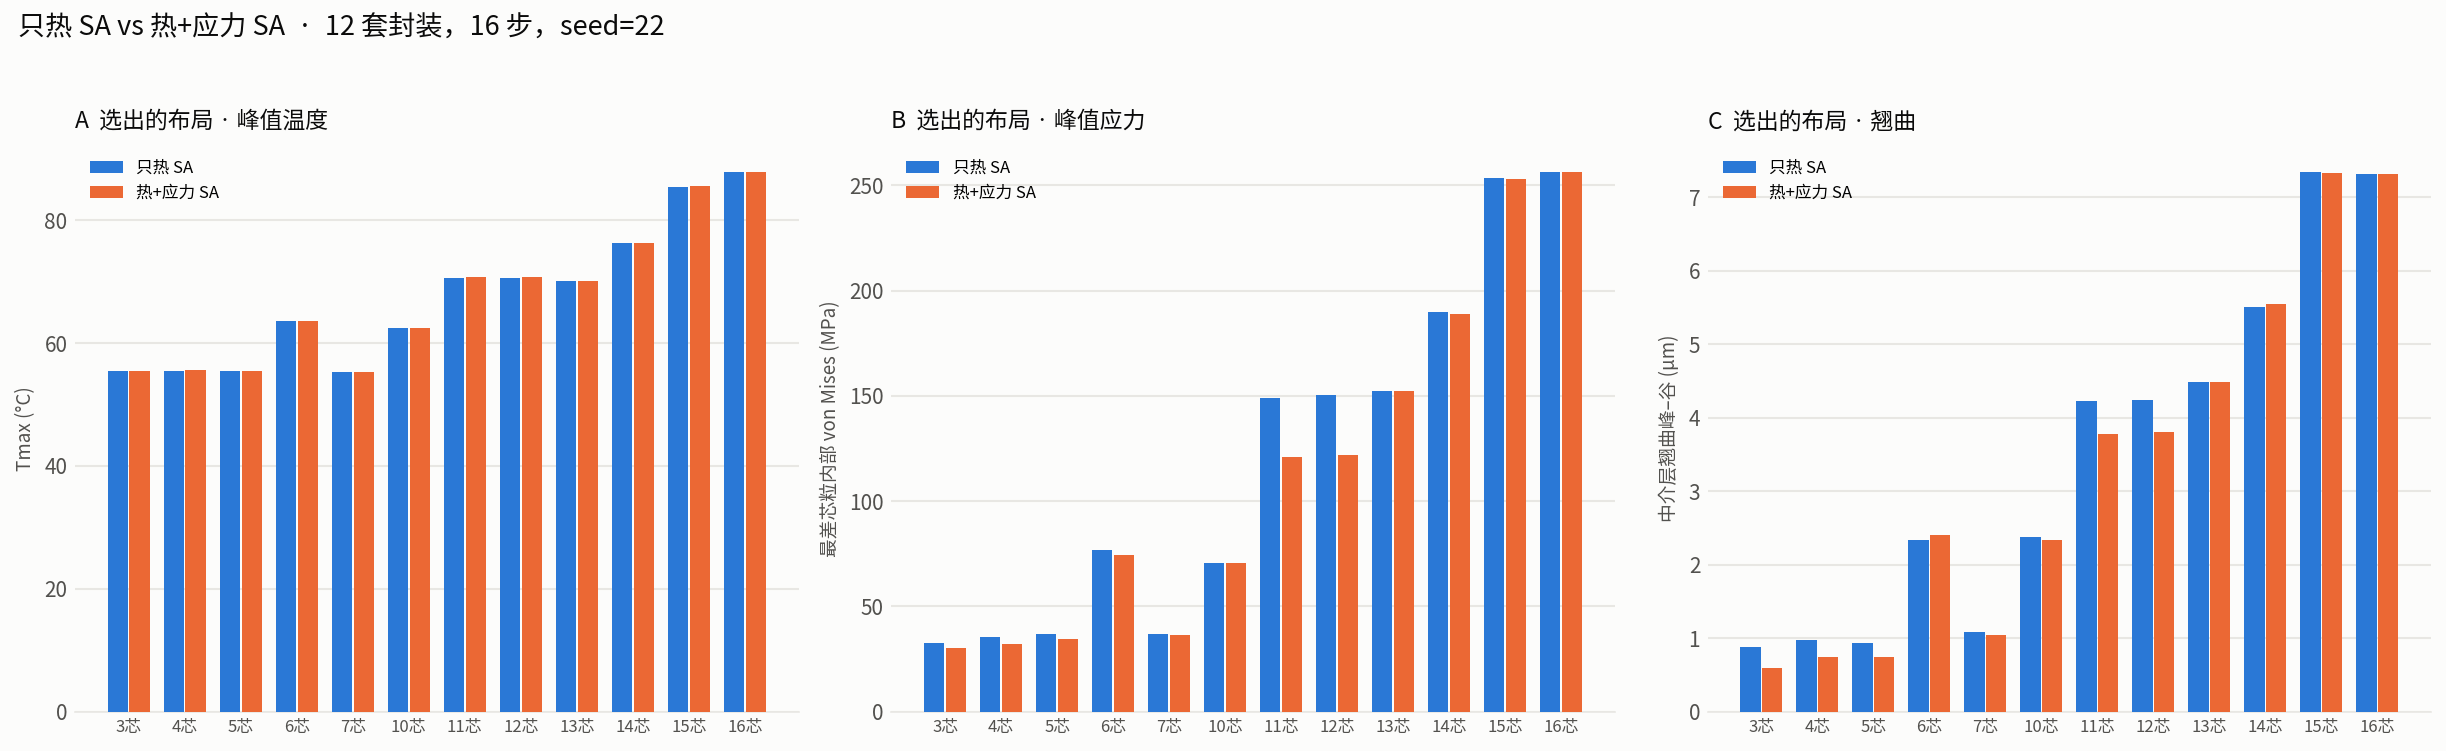 只热 SA vs 热+应力 SA · 12 套封装，16 步，seed=22
A 选出的布局 · 峰值温度
只热 SA
热+应力 SA
Tmax (°C)
80
60
40
20
0
3芯 4芯 5芯 6芯 7芯 10芯 11芯 12芯 13芯 14芯 15芯 16芯
B 选出的布局 · 峰值应力
只热 SA
热+应力 SA
最差芯粒内部 von Mises (MPa)
250
200
150
100
50
0
3芯 4芯 5芯 6芯 7芯 10芯 11芯 12芯 13芯 14芯 15芯 16芯
C 选出的布局 · 翘曲
只热 SA
热+应力 SA
中介层翘曲峰–谷 (μm)
7
6
5
4
3
2
1
0
3芯 4芯 5芯 6芯 7芯 10芯 11芯 12芯 13芯 14芯 15芯 16芯